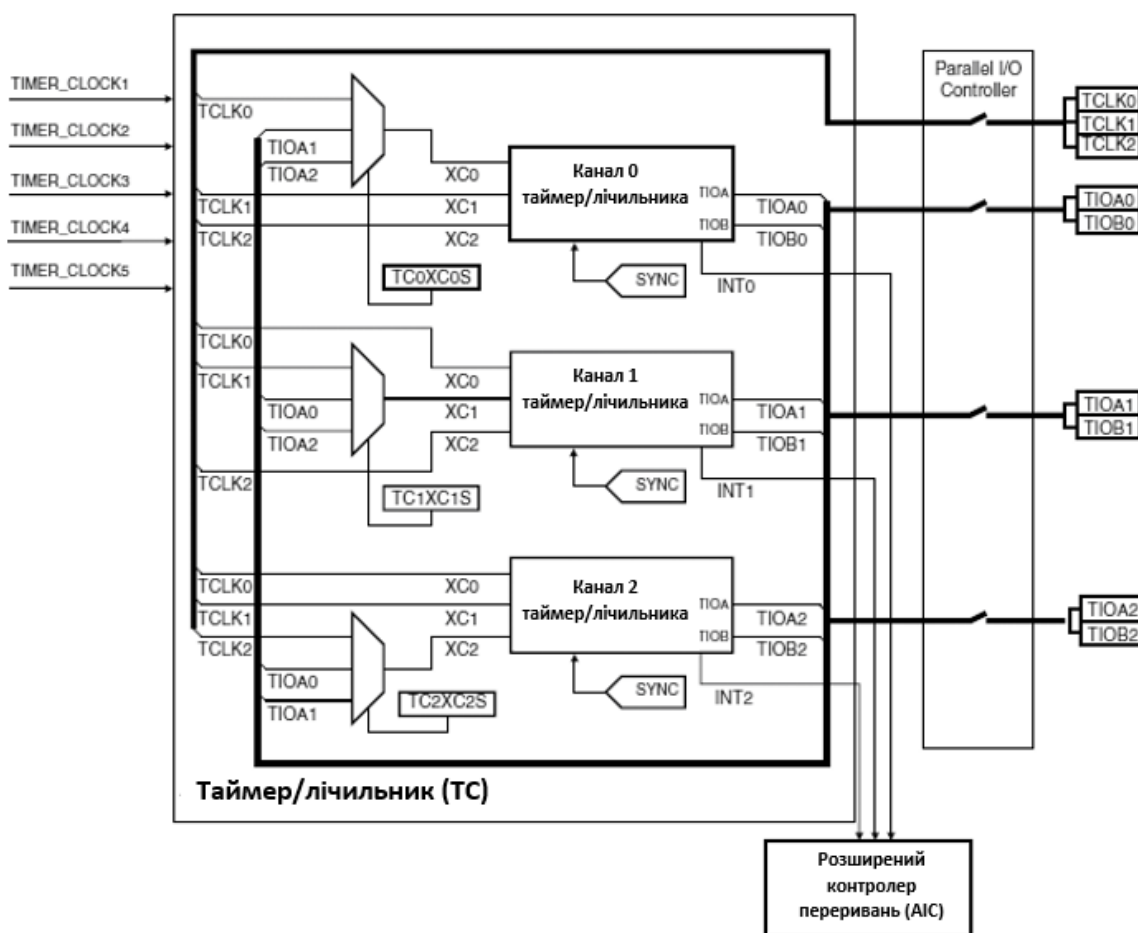 TIMER_CLOCK1
TIMER_CLOCK2
TIMER_CLOCK3
TIMER_CLOCK4
TIMER_CLOCK5
TCLK0
TIOA1
TIOA2
TCLK1
TCLK2
XC0
XC1
XC2
TC0XC0S
Канал 0
таймер/лічильника
TIOA
TIOB
TIOA0
TIOB0
SYNC
INT0
TCLK0
TCLK1
TIOA0
TIOA2
TCLK2
XC0
XC1
XC2
TC1XC1S
Канал 1
таймер/лічильника
TIOA
TIOB
TIOA1
TIOB1
SYNC
INT1
TCLK0
TCLK1
TCLK2
TIOA0
TIOA1
XC0
XC1
XC2
TC2XC2S
Канал 2
таймер/лічильника
TIOA
TIOB
TIOA2
TIOB2
SYNC
INT2
Таймер/лічильник (ТС)
Parallel I/O
Controller
TCLK0
TCLK1
TCLK2
TIOA0
TIOB0
TIOA1
TIOB1
TIOA2
TIOB2
Розширений
контролер
переривань (AIC)